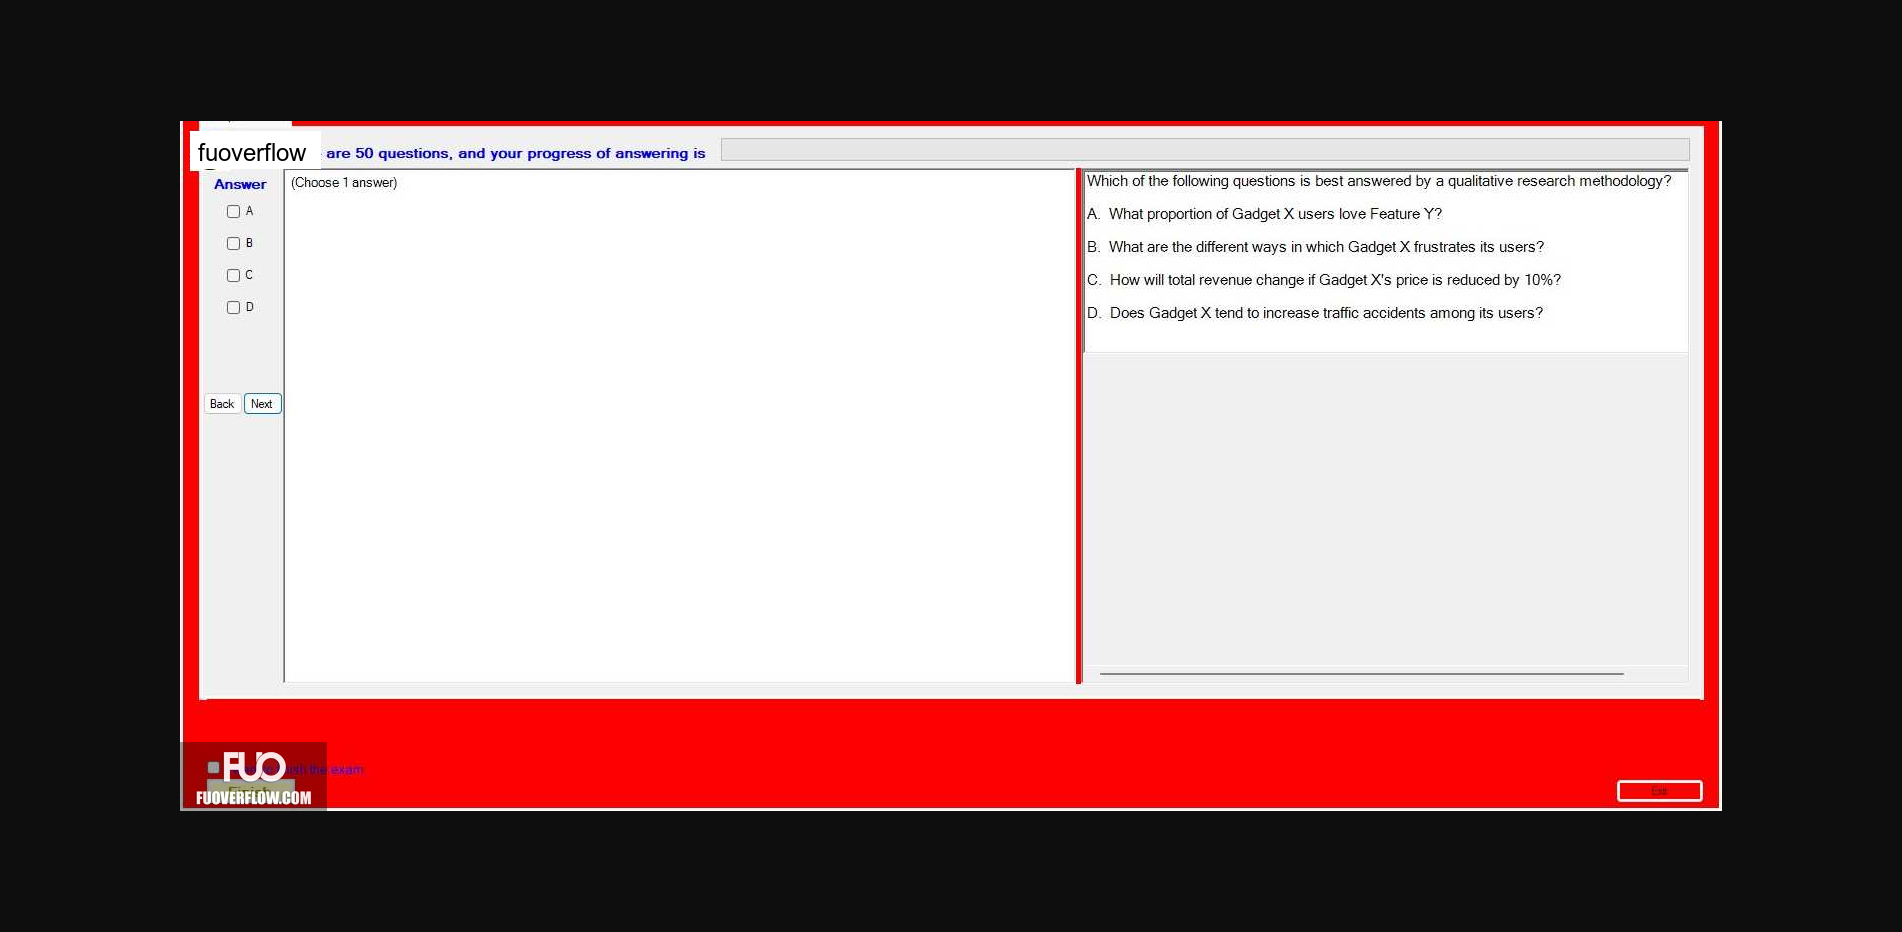 fuoverflow
are 50 questions, and your progress of answering is
Answer
(Choose 1 answer)
A
B
C
D
Back Next
Which of the following questions is best answered by a qualitative research methodology?
A. What proportion of Gadget X users love Feature Y?
B. What are the different ways in which Gadget X frustrates its users?
C. How will total revenue change if Gadget X's price is reduced by 10%?
D. Does Gadget X tend to increase traffic accidents among its users?
FUO
the exam
Finish
FUOVERFLOW.COM
Exit